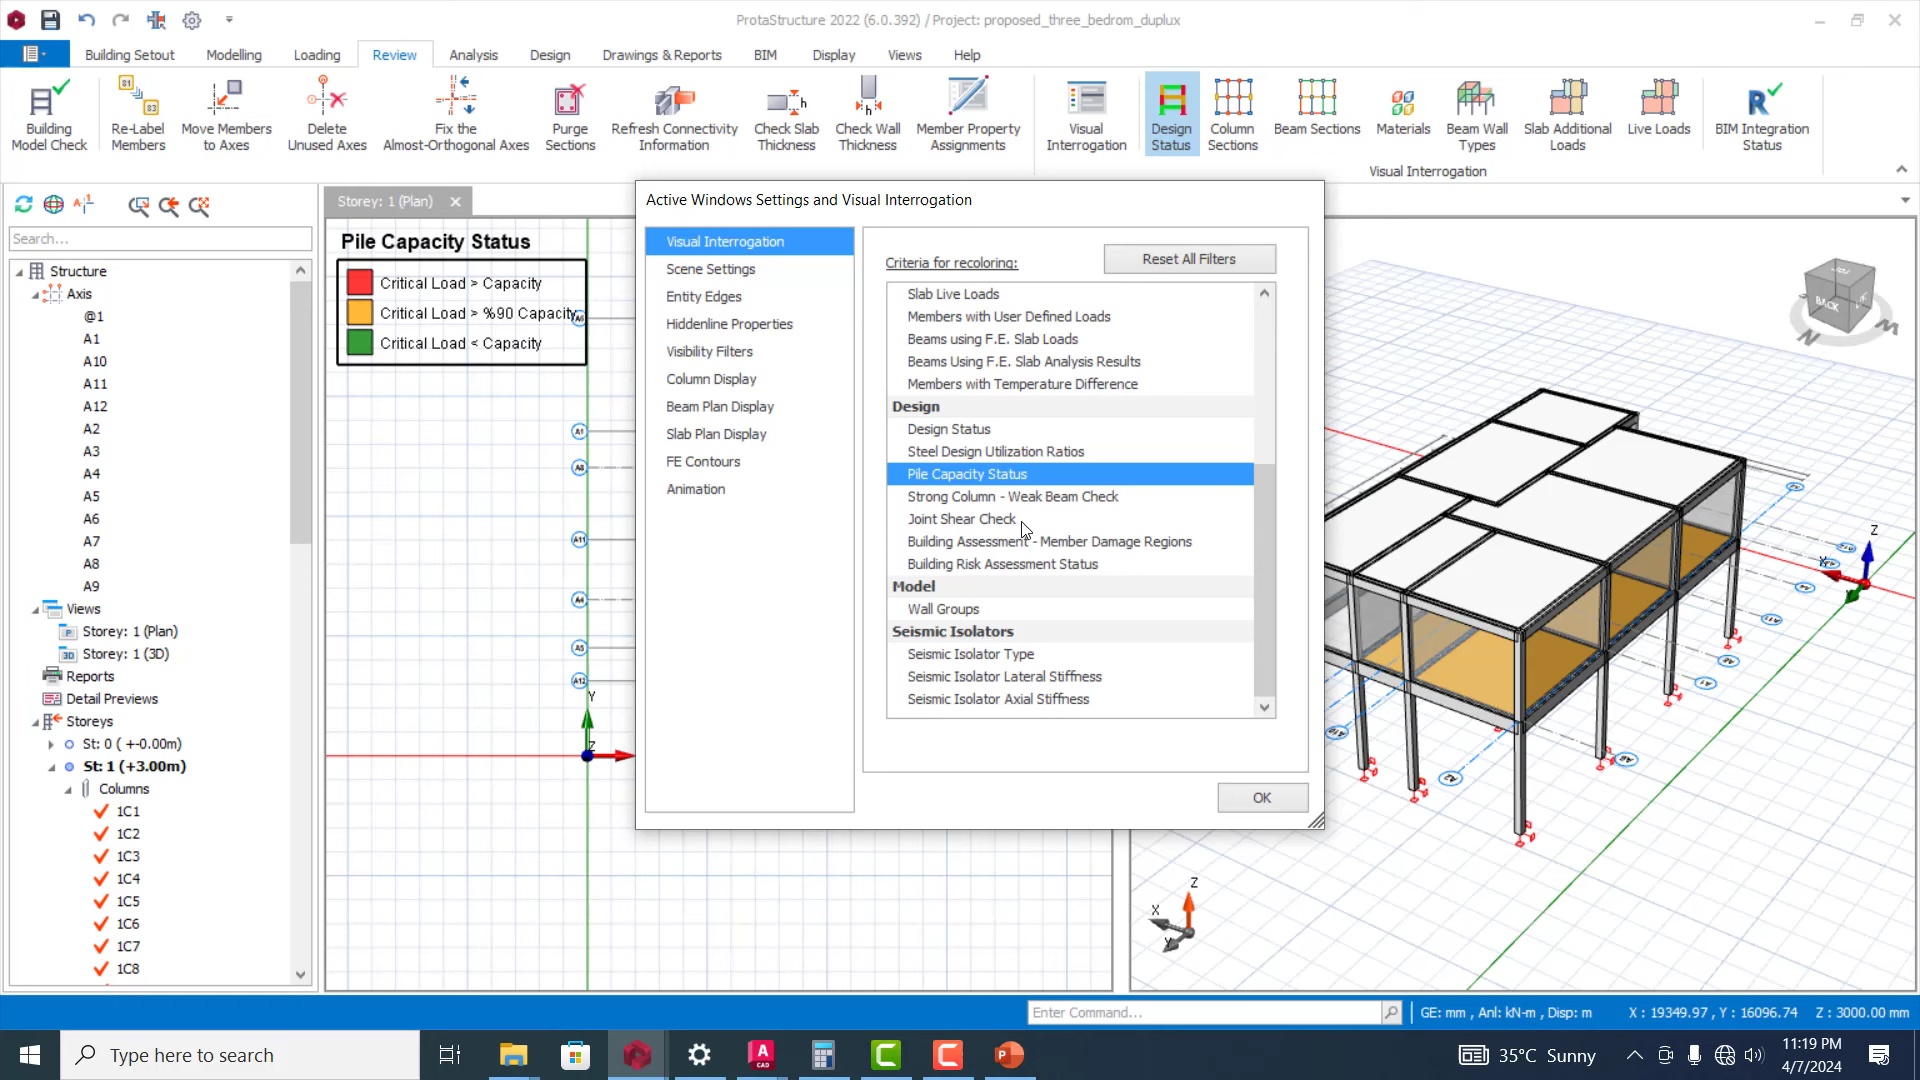 ProtaStructure 2022 (6.0.392) / Project: proposed_three_bedrom_duplux
Building Setout
Modelling
Loading
Review
Analysis
Design
Drawings & Reports
BIM
Display
Views
Help
Building
Model Check
Re-Label
Members
Move Members
to Axes
Delete
Unused Axes
Fix the
Almost-Orthogonal Axes
Purge
Sections
Refresh Connectivity
Information
Check Slab
Thickness
Check Wall
Thickness
Member Property
Assignments
Visual
Interrogation
Design
Status
Column
Sections
Beam Sections
Materials
Beam Wall
Types
Slab Additional
Loads
Live Loads
BIM Integration
Status
Visual Interrogation
Search...
Structure
Axis
@1
A1
A10
A11
A12
A2
A3
A4
A5
A6
A7
A8
A9
Views
Storey: 1 (Plan)
Storey: 1 (3D)
Reports
Detail Previews
Storeys
St: 0 ( +-0.00m)
St: 1 (+3.00m)
Columns
1C1
1C2
1C3
1C4
1C5
1C6
1C7
1C8
Storey: 1 (Plan)
Pile Capacity Status
Critical Load > Capacity
Critical Load > %90 Capacity
Critical Load < Capacity
A6
A1
A8
A11
A4
A5
A12
Y
Z
Active Windows Settings and Visual Interrogation
Visual Interrogation
Scene Settings
Entity Edges
Hiddenline Properties
Visibility Filters
Column Display
Beam Plan Display
Slab Plan Display
FE Contours
Animation
Criteria for recoloring:
Reset All Filters
Slab Live Loads
Members with User Defined Loads
Beams using F.E. Slab Loads
Beams Using F.E. Slab Analysis Results
Members with Temperature Difference
Design
Design Status
Steel Design Utilization Ratios
Pile Capacity Status
Strong Column - Weak Beam Check
Joint Shear Check
Building Assessment - Member Damage Regions
Building Risk Assessment Status
Model
Wall Groups
Seismic Isolators
Seismic Isolator Type
Seismic Isolator Lateral Stiffness
Seismic Isolator Axial Stiffness
OK
BACK
N
M
Z
Z
X
Y
Enter Command...
GE: mm , Anl: kN-m , Disp: m
X : 19349.97 , Y : 16096.74
Z : 3000.00 mm
Type here to search
35°C Sunny
11:19 PM
4/7/2024